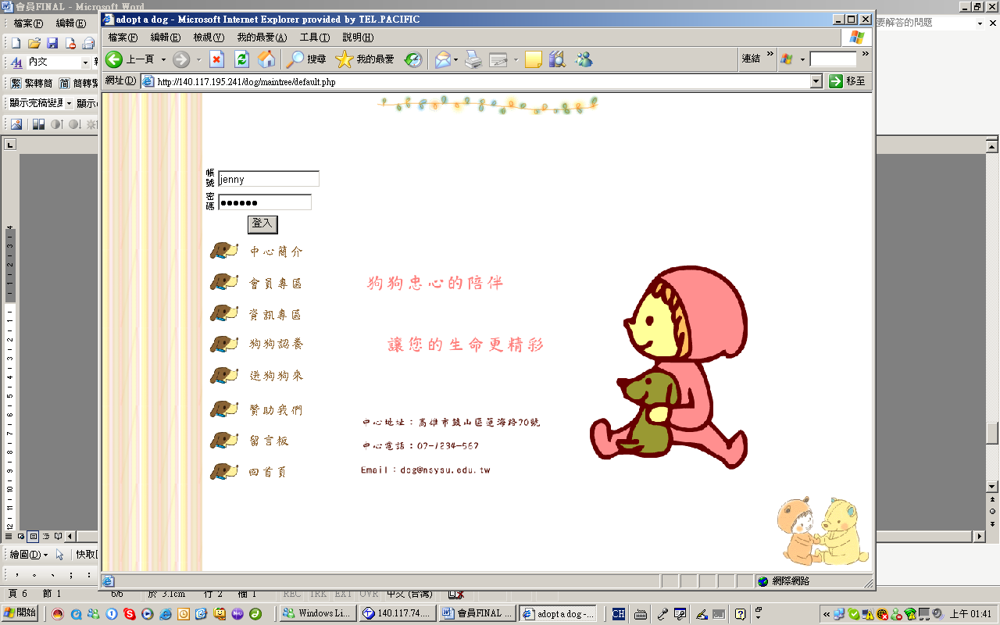 會員FINAL - Microsoft Word
檔案(F) 編輯(E)
要解答的問題
內文
繁 繁轉簡 簡
顯示完稿變更
adopt a dog - Microsoft Internet Explorer provided by TEL.PACIFIC
檔案(F) 編輯(E) 檢視(V) 我的最愛(A) 工具(T) 說明(H)
上一頁 搜尋 我的最愛 連結 »
網址(D) http://140.117.195.241/dog/maintree/default.php 移至
帳號 jenny
密碼 ●●●●●●
登入
中心簡介
會員專區
資訊專區
狗狗認養
送狗狗來
贊助我們
留言板
回首頁
狗狗忠心的陪伴
讓您的生命更精彩
中心地址：高雄市鼓山區蓮海路70號
中心電話：07-1234-567
Email：dog@nsysu.edu.tw
網際網路
繪圖(D) 快取
， 。 、 ； ：
頁 6 節 1 6/6 於 3.1cm 行 2 欄 1 REC TRK EXT OVR 中文 (台灣)
開始 Windows Li... 140.117.74.... 會員FINAL ... adopt a dog -... CH 上午 01:41